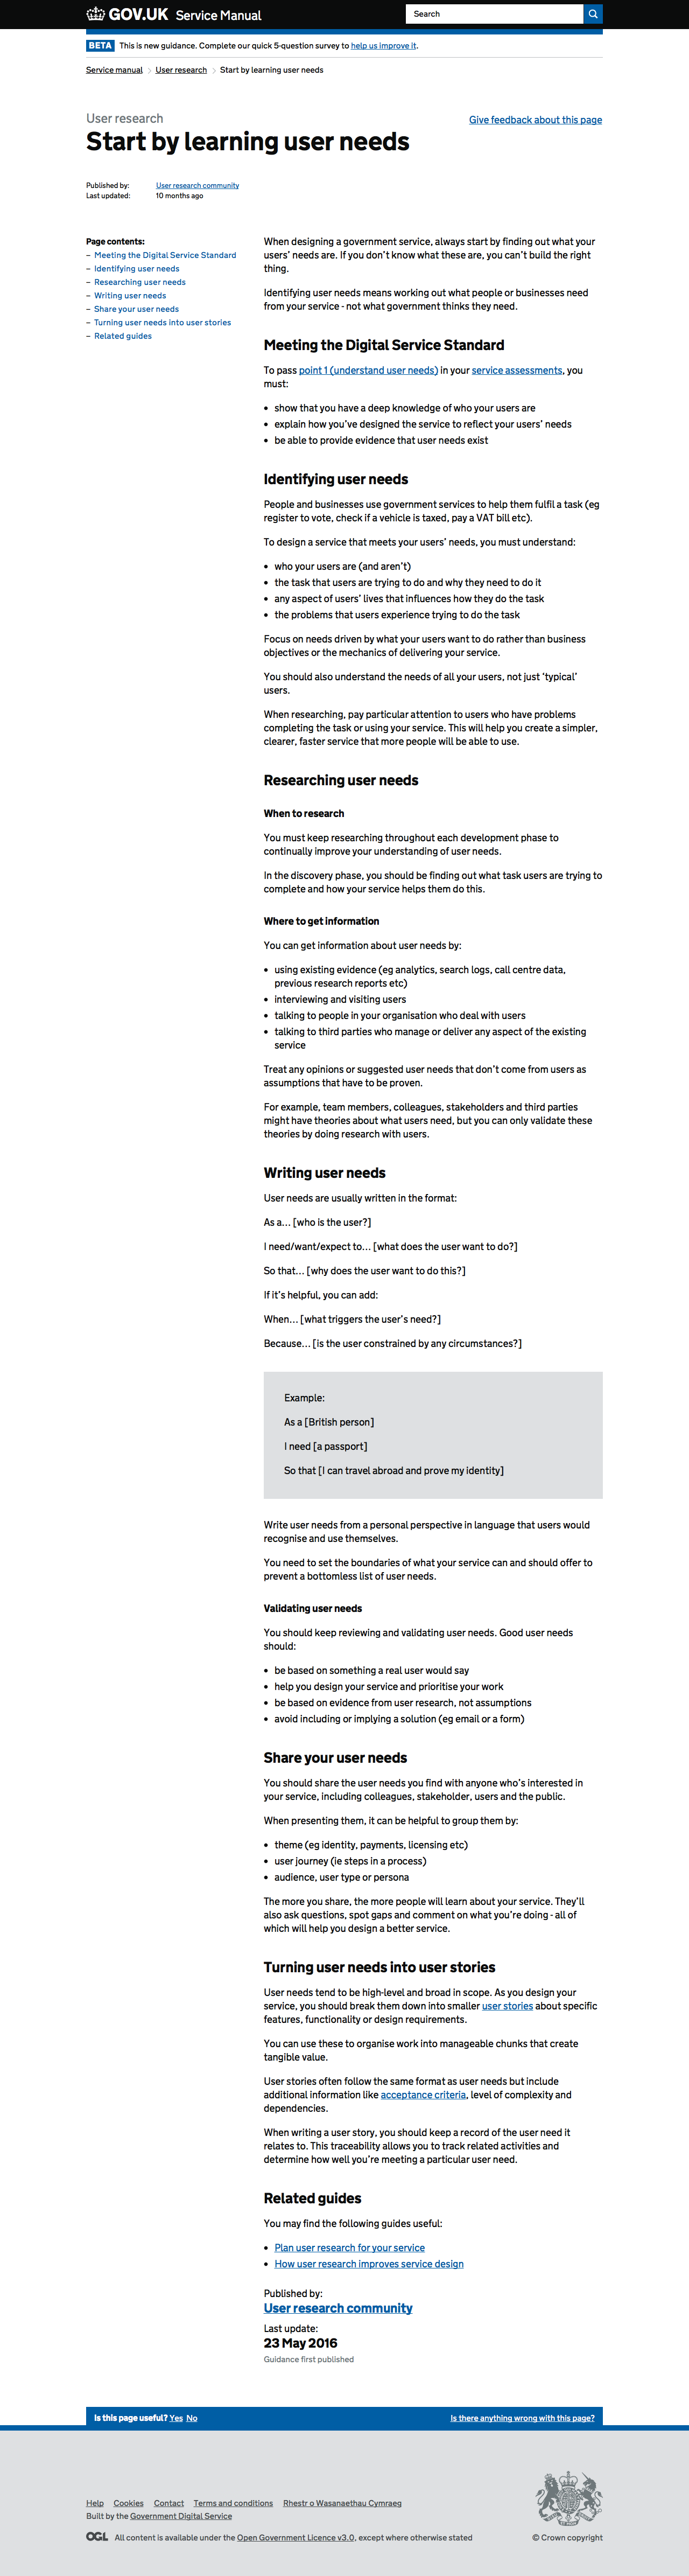 GOV.UK Service Manual
Search
BETA This is new guidance. Complete our quick 5-question survey to help us improve it.
Service manual > User research > Start by learning user needs
User research
Give feedback about this page
Start by learning user needs
Published by: User research community
Last updated: 10 months ago
Page contents:
– Meeting the Digital Service Standard
– Identifying user needs
– Researching user needs
– Writing user needs
– Share your user needs
– Turning user needs into user stories
– Related guides
When designing a government service, always start by finding out what your
users’ needs are. If you don’t know what these are, you can’t build the right
thing.
Identifying user needs means working out what people or businesses need
from your service - not what government thinks they need.
Meeting the Digital Service Standard
To pass point 1 (understand user needs) in your service assessments, you
must:
• show that you have a deep knowledge of who your users are
• explain how you’ve designed the service to reflect your users’ needs
• be able to provide evidence that user needs exist
Identifying user needs
People and businesses use government services to help them fulfil a task (eg
register to vote, check if a vehicle is taxed, pay a VAT bill etc).
To design a service that meets your users’ needs, you must understand:
• who your users are (and aren’t)
• the task that users are trying to do and why they need to do it
• any aspect of users’ lives that influences how they do the task
• the problems that users experience trying to do the task
Focus on needs driven by what your users want to do rather than business
objectives or the mechanics of delivering your service.
You should also understand the needs of all your users, not just ‘typical’
users.
When researching, pay particular attention to users who have problems
completing the task or using your service. This will help you create a simpler,
clearer, faster service that more people will be able to use.
Researching user needs
When to research
You must keep researching throughout each development phase to
continually improve your understanding of user needs.
In the discovery phase, you should be finding out what task users are trying to
complete and how your service helps them do this.
Where to get information
You can get information about user needs by:
• using existing evidence (eg analytics, search logs, call centre data,
previous research reports etc)
• interviewing and visiting users
• talking to people in your organisation who deal with users
• talking to third parties who manage or deliver any aspect of the existing
service
Treat any opinions or suggested user needs that don’t come from users as
assumptions that have to be proven.
For example, team members, colleagues, stakeholders and third parties
might have theories about what users need, but you can only validate these
theories by doing research with users.
Writing user needs
User needs are usually written in the format:
As a… [who is the user?]
I need/want/expect to… [what does the user want to do?]
So that… [why does the user want to do this?]
If it’s helpful, you can add:
When… [what triggers the user’s need?]
Because… [is the user constrained by any circumstances?]
Example:
As a [British person]
I need [a passport]
So that [I can travel abroad and prove my identity]
Write user needs from a personal perspective in language that users would
recognise and use themselves.
You need to set the boundaries of what your service can and should offer to
prevent a bottomless list of user needs.
Validating user needs
You should keep reviewing and validating user needs. Good user needs
should:
• be based on something a real user would say
• help you design your service and prioritise your work
• be based on evidence from user research, not assumptions
• avoid including or implying a solution (eg email or a form)
Share your user needs
You should share the user needs you find with anyone who’s interested in
your service, including colleagues, stakeholder, users and the public.
When presenting them, it can be helpful to group them by:
• theme (eg identity, payments, licensing etc)
• user journey (ie steps in a process)
• audience, user type or persona
The more you share, the more people will learn about your service. They’ll
also ask questions, spot gaps and comment on what you’re doing - all of
which will help you design a better service.
Turning user needs into user stories
User needs tend to be high-level and broad in scope. As you design your
service, you should break them down into smaller user stories about specific
features, functionality or design requirements.
You can use these to organise work into manageable chunks that create
tangible value.
User stories often follow the same format as user needs but include
additional information like acceptance criteria, level of complexity and
dependencies.
When writing a user story, you should keep a record of the user need it
relates to. This traceability allows you to track related activities and
determine how well you’re meeting a particular user need.
Related guides
You may find the following guides useful:
• Plan user research for your service
• How user research improves service design
Published by:
User research community
Last update:
23 May 2016
Guidance first published
Is this page useful? Yes No
Is there anything wrong with this page?
Help Cookies Contact Terms and conditions Rhestr o Wasanaethau Cymraeg
Built by the Government Digital Service
OGL All content is available under the Open Government Licence v3.0, except where otherwise stated
© Crown copyright